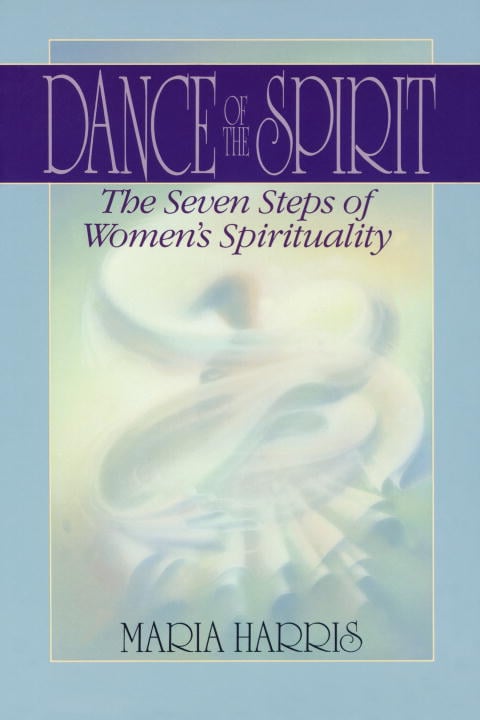 DANCE OF THE SPIRIT
The Seven Steps of
Women's Spirituality
MARIA HARRIS